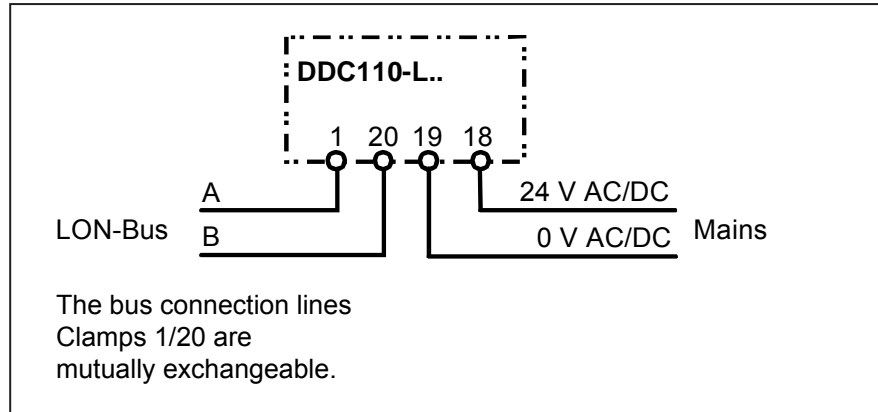 DDC110-L..
1 20 19 18
A 24 V AC/DC
LON-Bus B 0 V AC/DC Mains
The bus connection lines
Clamps 1/20 are
mutually exchangeable.